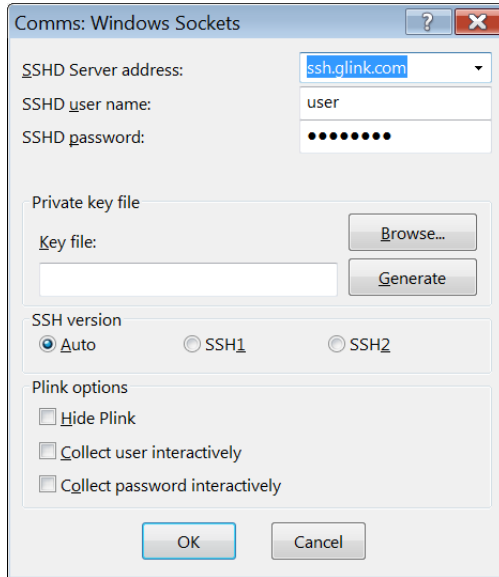 Comms: Windows Sockets
SSHD Server address: ssh.glink.com
SSHD user name: user
SSHD password: ●●●●●●●●
Private key file
Key file: Browse...
Generate
SSH version
Auto SSH1 SSH2
Plink options
Hide Plink
Collect user interactively
Collect password interactively
OK Cancel